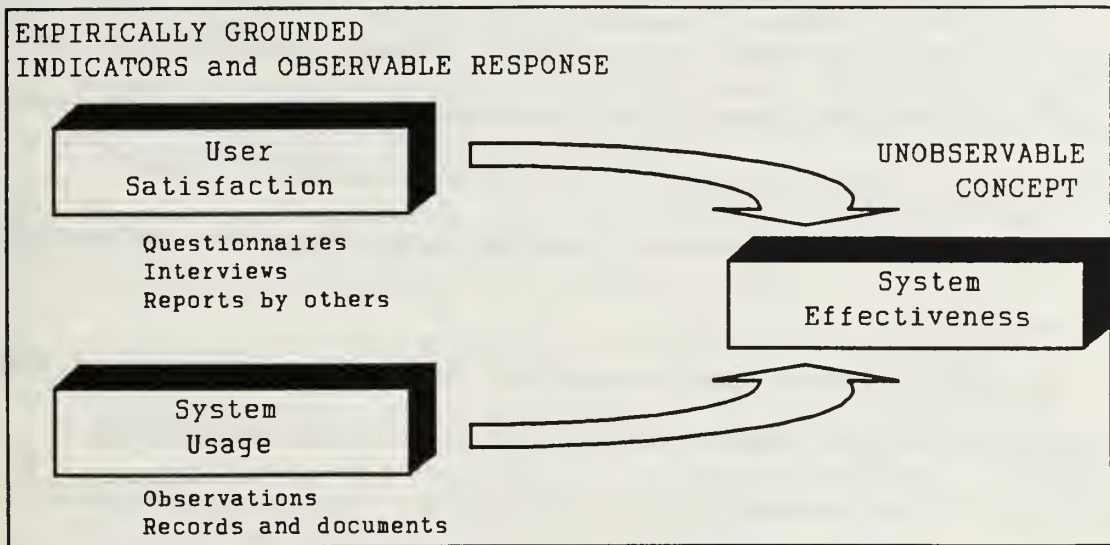 EMPIRICALLY GROUNDED
INDICATORS and OBSERVABLE RESPONSE
User
Satisfaction
Questionnaires
Interviews
Reports by others
UNOBSERVABLE
CONCEPT
System
Effectiveness
System
Usage
Observations
Records and documents